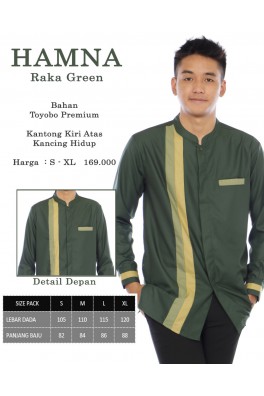 HAMNA
Raka Green
Bahan
Toyobo Premium
Kantong Kiri Atas
Kancing Hidup
Harga : S - XL 169.000
Detail Depan
SIZE PACK S M L XL
LEBAR DADA 105 110 115 120
PANJANG BAJU 82 84 86 88